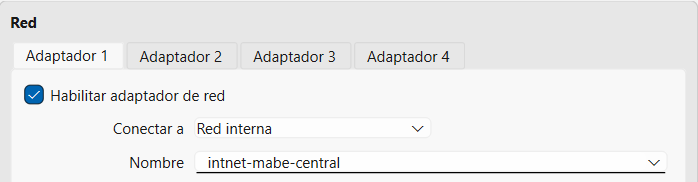 Red
Adaptador 1 Adaptador 2 Adaptador 3 Adaptador 4
Habilitar adaptador de red
Conectar a Red interna
Nombre intnet-mabe-central